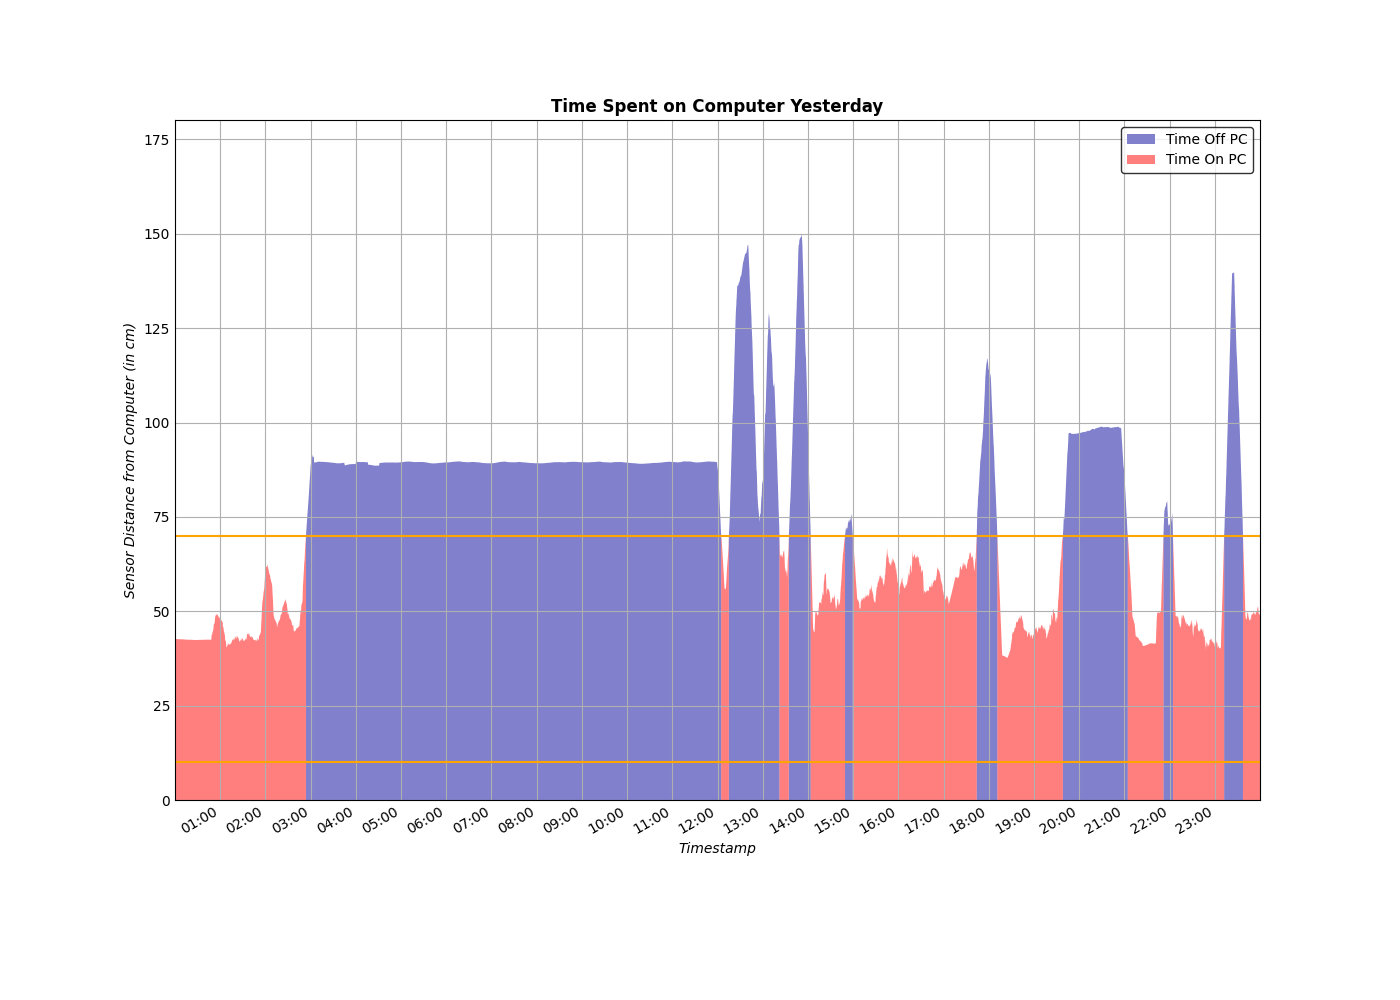 Time Spent on Computer Yesterday
Time Off PC
Time On PC
175
150
125
100
75
50
25
0
Sensor Distance from Computer (in cm)
01:00 02:00 03:00 04:00 05:00 06:00 07:00 08:00 09:00 10:00 11:00 12:00 13:00 14:00 15:00 16:00 17:00 18:00 19:00 20:00 21:00 22:00 23:00
Timestamp